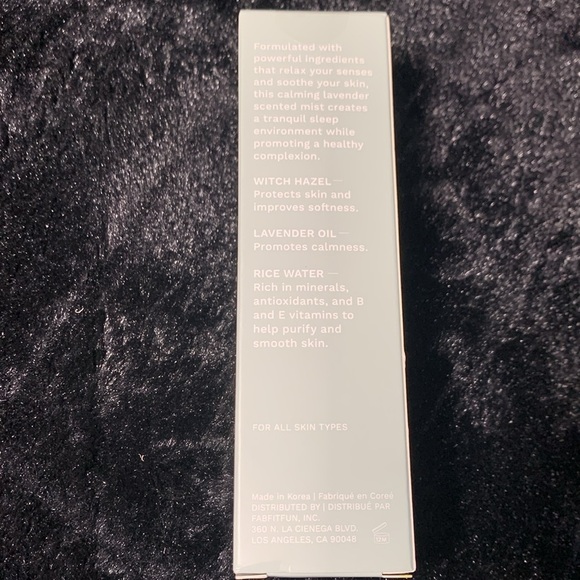 Formulated with
powerful ingredients
that relax your senses
and soothe your skin,
this calming lavender
scented mist creates
a tranquil sleep
environment while
promoting a healthy
complexion.
WITCH HAZEL —
Protects skin and
improves softness.
LAVENDER OIL —
Promotes calmness.
RICE WATER —
Rich in minerals,
antioxidants, and B
and E vitamins to
help purify and
smooth skin.
FOR ALL SKIN TYPES
Made in Korea | Fabriqué en Coreé
DISTRIBUTED BY | DISTRIBUÉ PAR
FABFITFUN, INC.
360 N. LA CIENEGA BLVD
LOS ANGELES, CA 90048